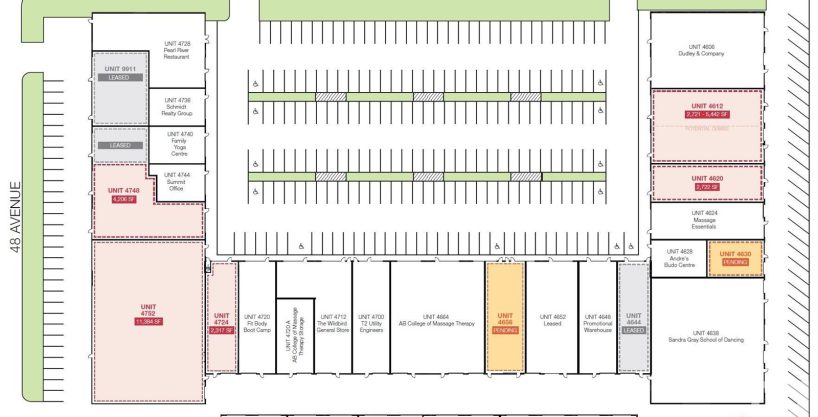 48 AVENUE
UNIT 4728
Pearl River
Restaurant
UNIT 9911
LEASED
UNIT 4736
Schmidt
Realty Group
LEASED
UNIT 4740
Family
Yoga
Centre
UNIT 4744
Summit
Office
UNIT 4748
4,206 SF
UNIT
4752
11,384 SF
UNIT
4724
2,317 SF
UNIT 4720
Fit Body
Boot Camp
UNIT 4720 A
AB College of Massage
Therapy Storage
UNIT 4712
The Wildbird
General Store
UNIT 4700
T2 Utility
Engineers
UNIT 4664
AB College of Massage Therapy
UNIT
4656
PENDING
UNIT 4652
Leased
UNIT 4648
Promotional
Warehouse
UNIT
4644
LEASED
UNIT 4608
Dudley & Company
UNIT 4612
2,721 - 5,442 SF
POTENTIAL DEMISE
UNIT 4620
2,722 SF
UNIT 4624
Massage
Essentials
UNIT 4628
Andre's
Budo Centre
UNIT 4630
PENDING
UNIT 4638
Sandra Gray School of Dancing